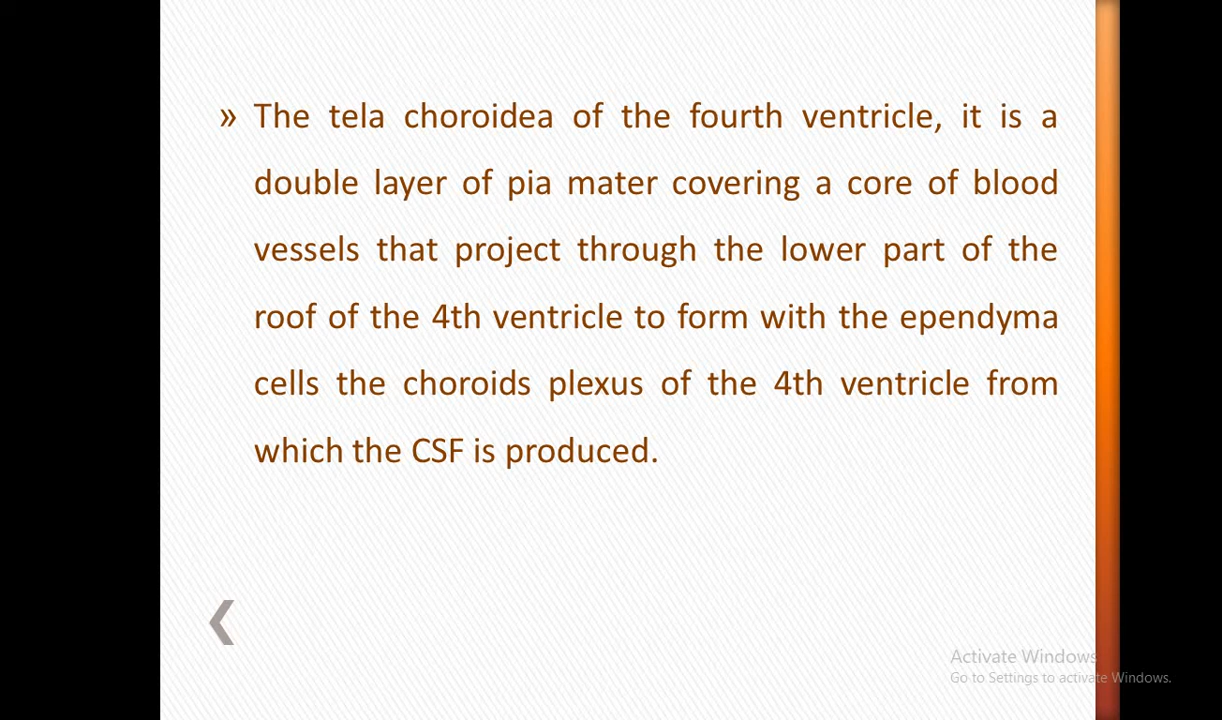 » The tela choroidea of the fourth ventricle, it is a
double layer of pia mater covering a core of blood
vessels that project through the lower part of the
roof of the 4th ventricle to form with the ependyma
cells the choroids plexus of the 4th ventricle from
which the CSF is produced.
Activate Windows
Go to Settings to activate Windows.